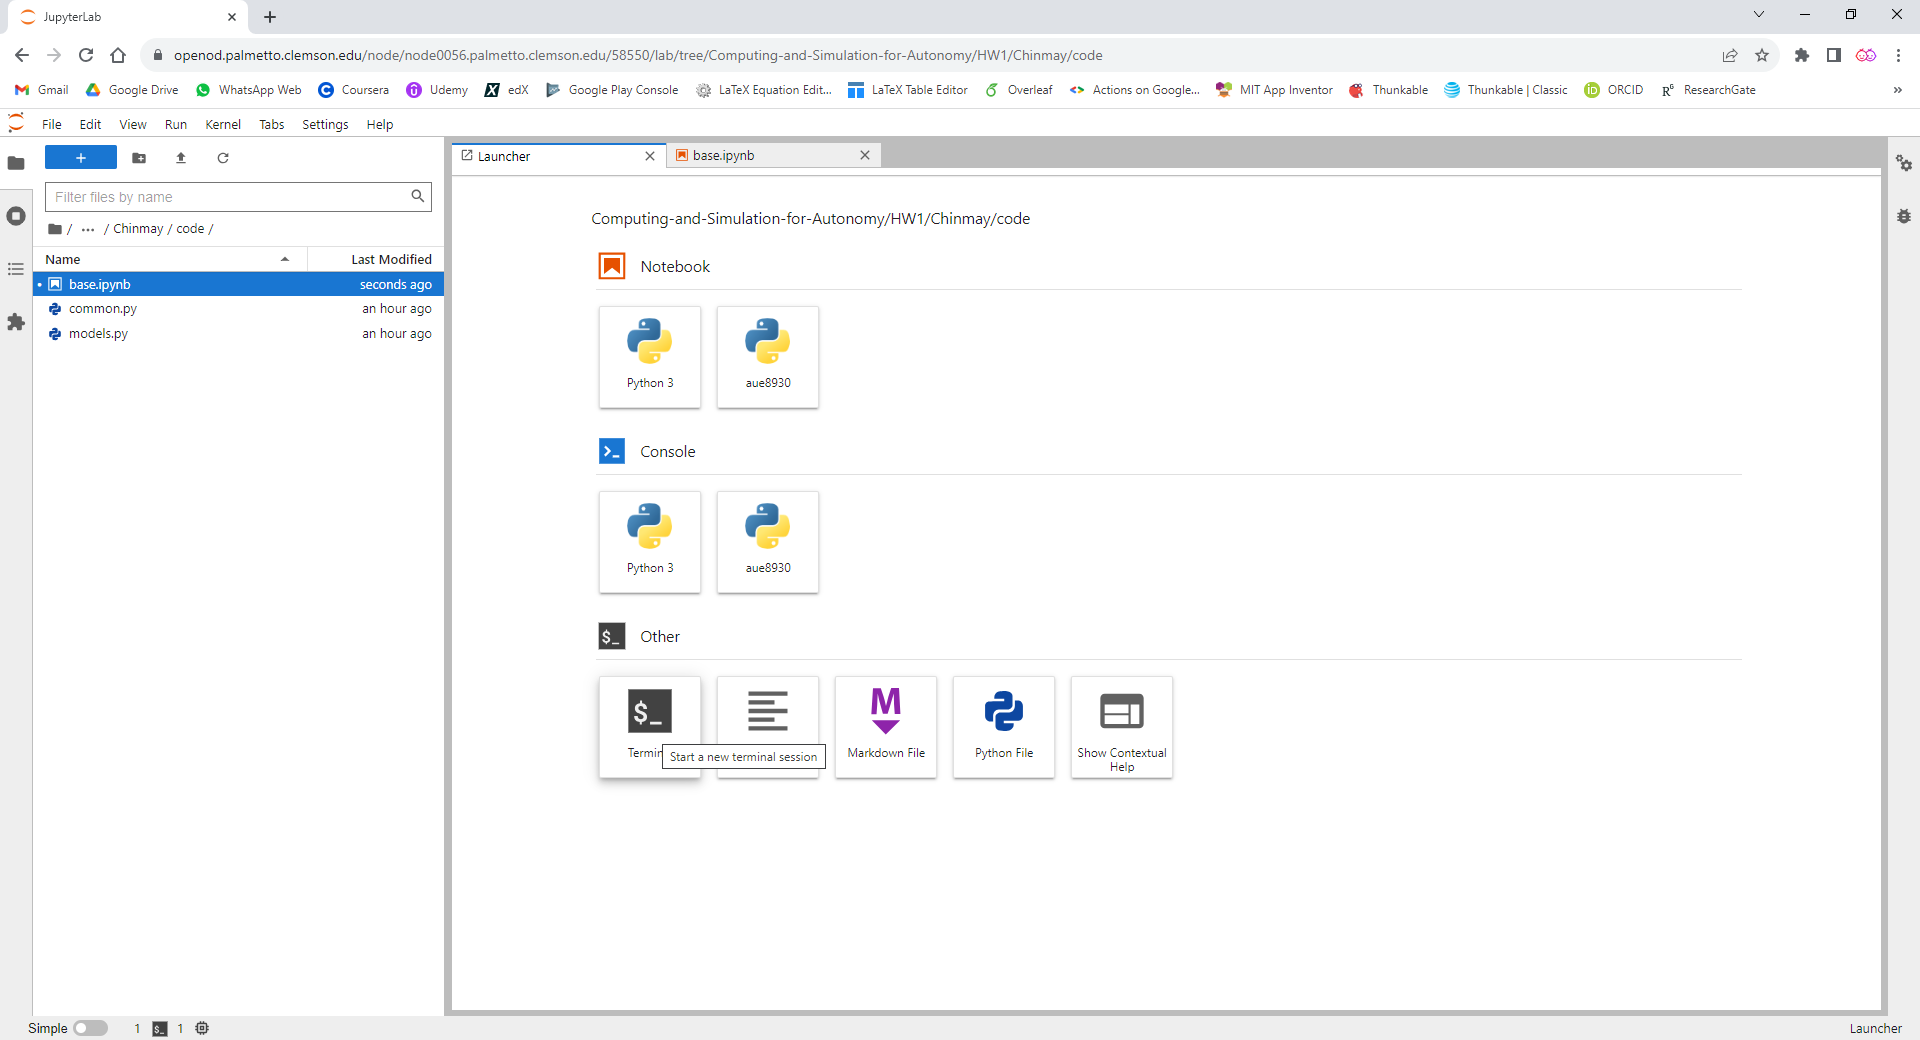 JupyterLab
openod.palmetto.clemson.edu/node/node0056.palmetto.clemson.edu/58550/lab/tree/Computing-and-Simulation-for-Autonomy/HW1/Chinmay/code
Gmail Google Drive WhatsApp Web Coursera Udemy edX Google Play Console LaTeX Equation Edit... LaTeX Table Editor Overleaf Actions on Google... MIT App Inventor Thunkable Thunkable | Classic ORCID ResearchGate »
File Edit View Run Kernel Tabs Settings Help
+
Launcher
base.ipynb
Filter files by name
/ ... / Chinmay / code /
Name Last Modified
base.ipynb seconds ago
common.py an hour ago
models.py an hour ago
Computing-and-Simulation-for-Autonomy/HW1/Chinmay/code
Notebook
Python 3 aue8930
Console
Python 3 aue8930
$_ Other
$_ M
Markdown File Python File Show Contextual
Help
Start a new terminal session
Simple 1 $_ 1 Launcher